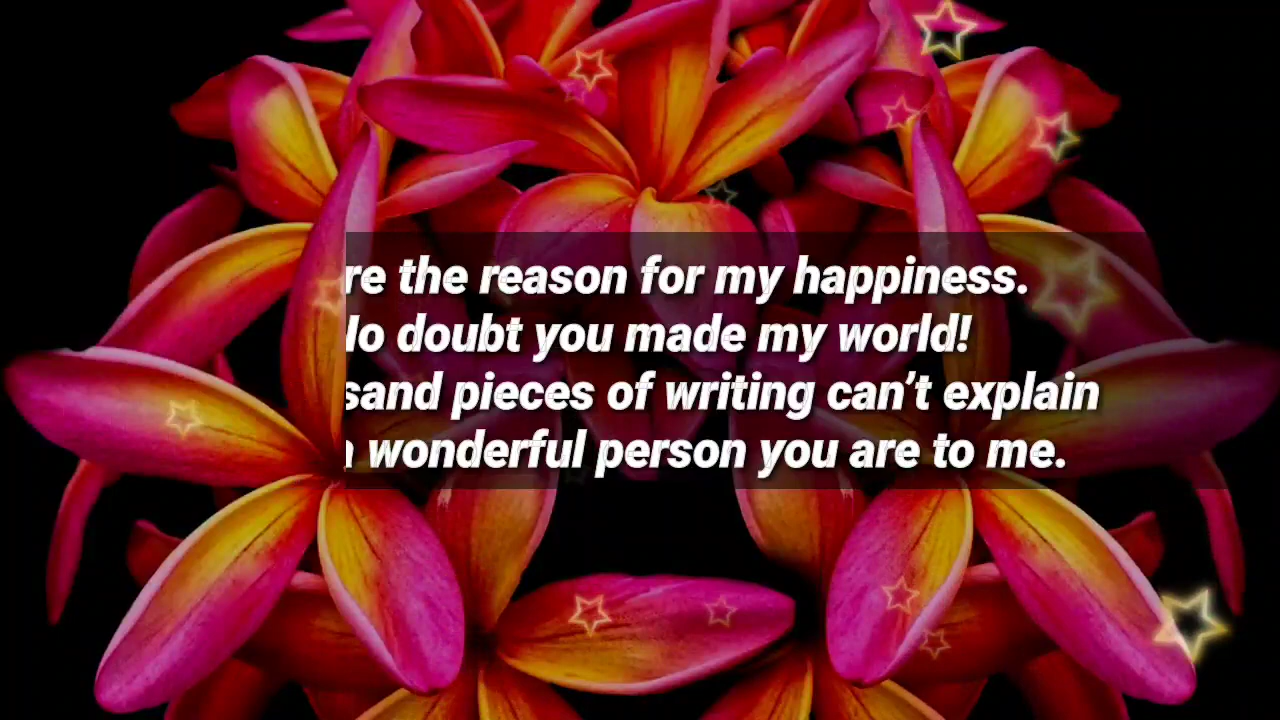 the reason for my happiness.
doubt you made my world!
pieces of writing can’t explain
wonderful person you are to me.